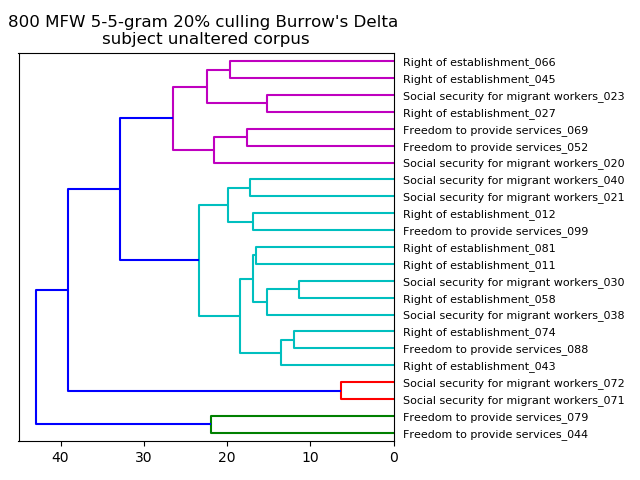 800 MFW 5-5-gram 20% culling Burrow's Delta
subject unaltered corpus
Right of establishment_066
Right of establishment_045
Social security for migrant workers_023
Right of establishment_027
Freedom to provide services_069
Freedom to provide services_052
Social security for migrant workers_020
Social security for migrant workers_040
Social security for migrant workers_021
Right of establishment_012
Freedom to provide services_099
Right of establishment_081
Right of establishment_011
Social security for migrant workers_030
Right of establishment_058
Social security for migrant workers_038
Right of establishment_074
Freedom to provide services_088
Right of establishment_043
Social security for migrant workers_072
Social security for migrant workers_071
Freedom to provide services_079
Freedom to provide services_044
40 30 20 10 0